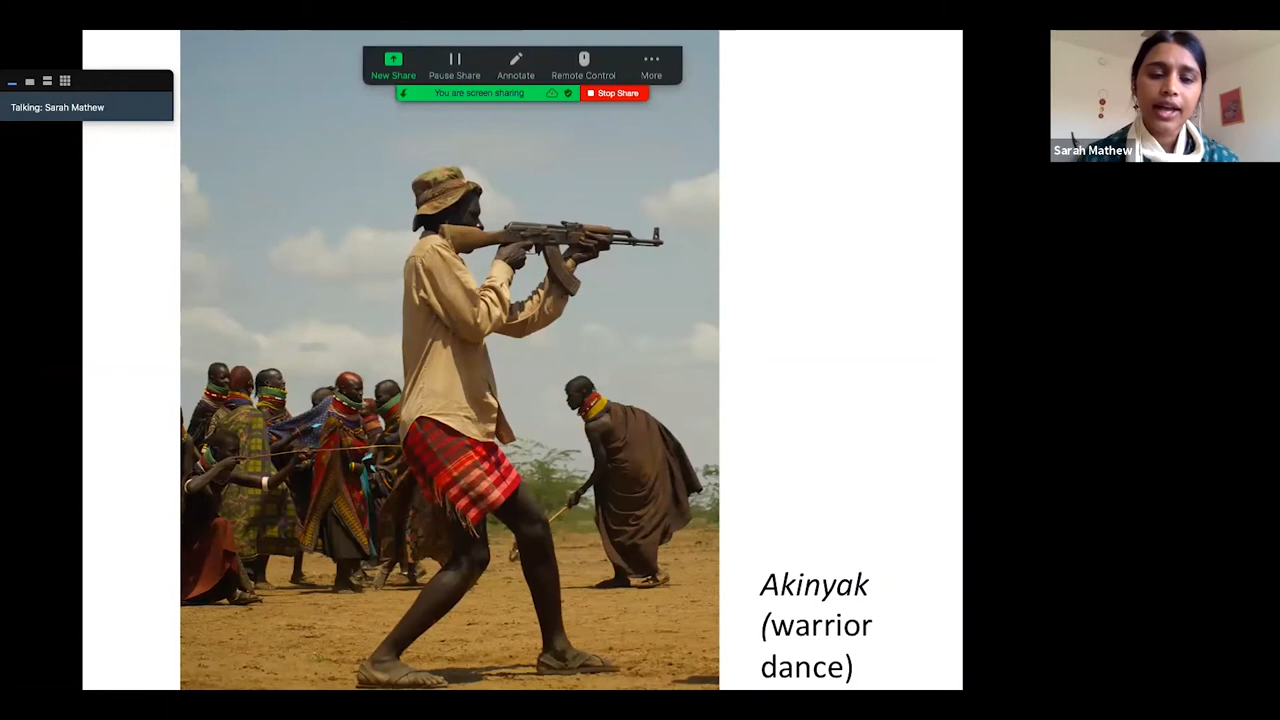 New Share
Pause Share
Annotate
Remote Control
More
You are screen sharing
Stop Share
Talking: Sarah Mathew
Sarah Mathew
Akinyak
(warrior
dance)